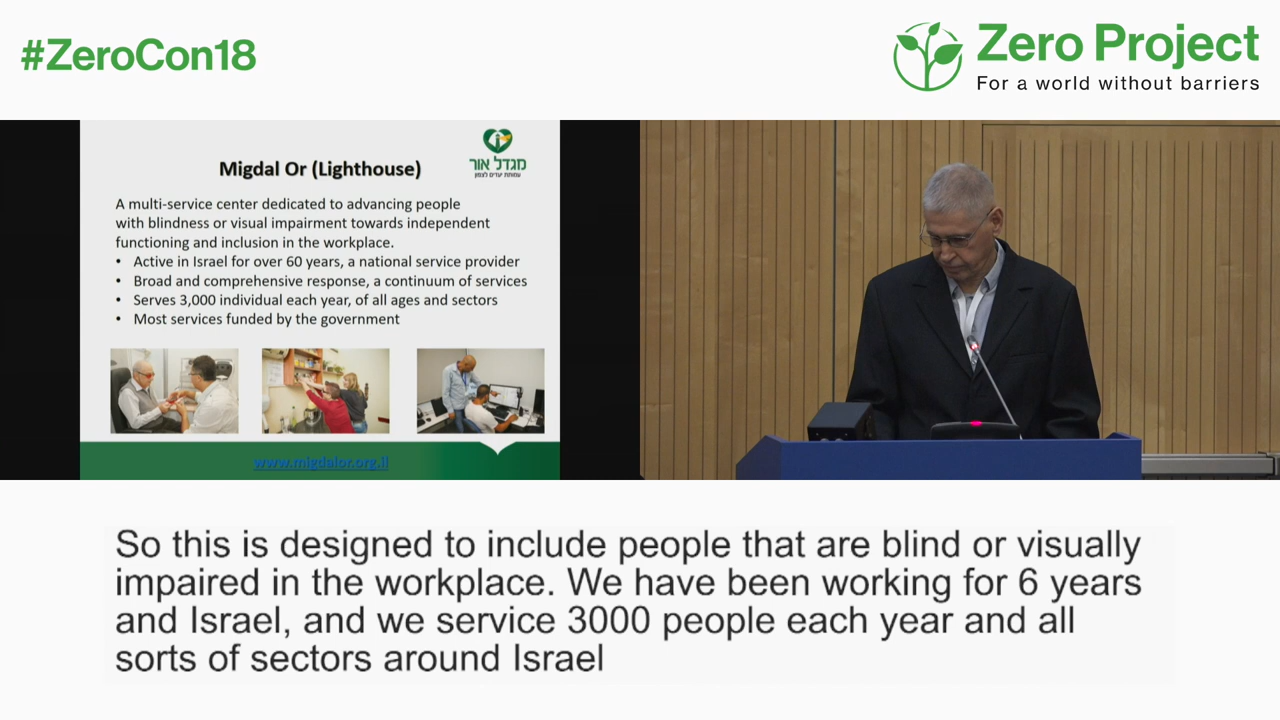 #ZeroCon18
Zero Project
For a world without barriers
מגדל אור
עמותת יעדים לצפון
Migdal Or (Lighthouse)
A multi-service center dedicated to advancing people
with blindness or visual impairment towards independent
functioning and inclusion in the workplace.
• Active in Israel for over 60 years, a national service provider
• Broad and comprehensive response, a continuum of services
• Serves 3,000 individual each year, of all ages and sectors
• Most services funded by the government
www.migdalor.org.il
So this is designed to include people that are blind or visually
impaired in the workplace. We have been working for 6 years
and Israel, and we service 3000 people each year and all
sorts of sectors around Israel